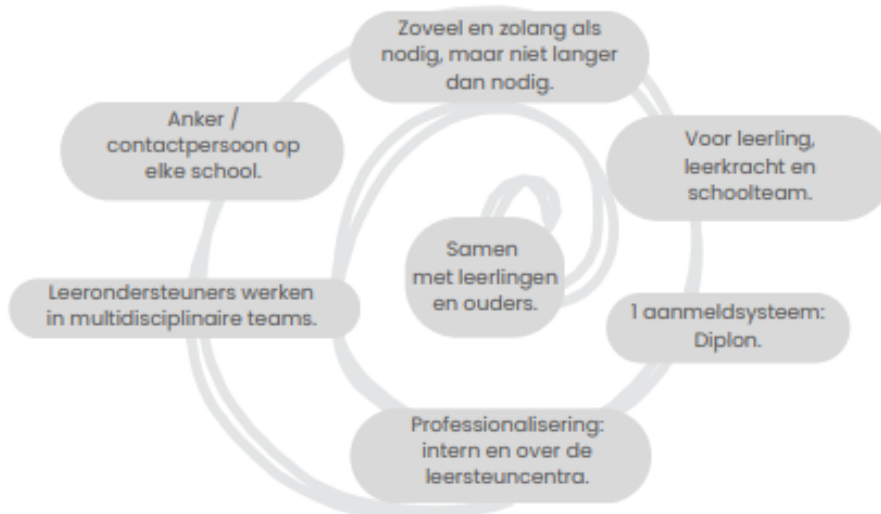 Zoveel en zolang als
nodig, maar niet langer
dan nodig.
Anker /
contactpersoon op
elke school.
Voor leerling,
leerkracht en
schoolteam.
Samen
met leerlingen
en ouders.
Leerondersteuners werken
in multidisciplinaire teams.
1 aanmeldsysteem:
Diplon.
Professionalisering:
intern en over de
leersteuncentra.